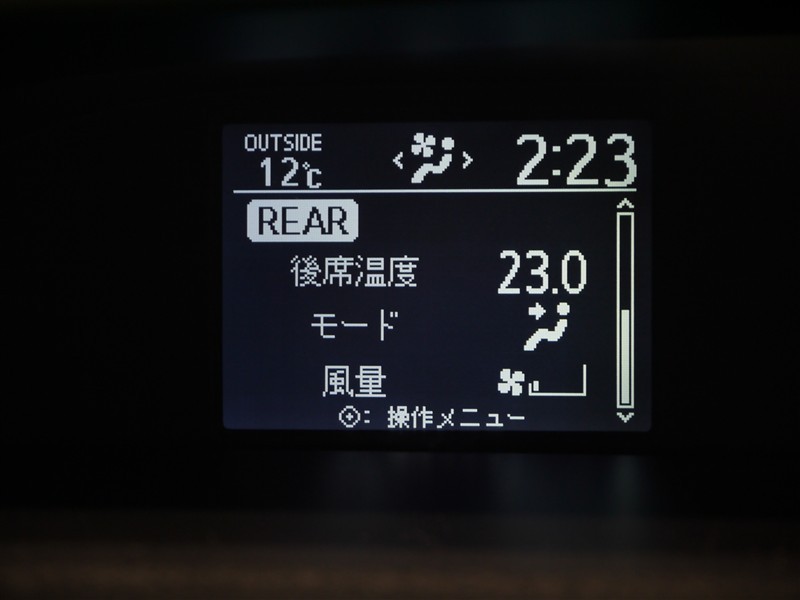 OUTSIDE
12℃
2:23
REAR
後席温度 23.0
モード
風量
: 操作メニュー